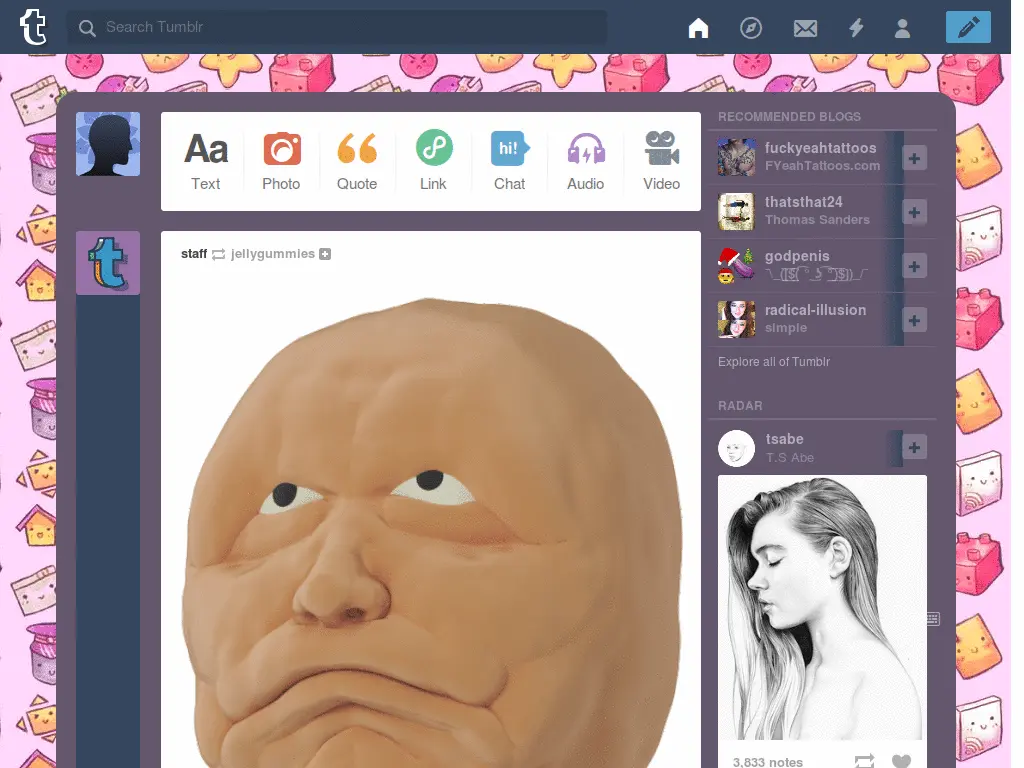 Search Tumblr
Aa
Text
Photo
Quote
Link
hi!
Chat
Audio
Video
staff jellygummies
RECOMMENDED BLOGS
fuckyeahtattoos
FYeahTattoos.com
thatsthat24
Thomas Sanders
godpenis
radical-illusion
simple
Explore all of Tumblr
RADAR
tsabe
T.S Abe
3,833 notes